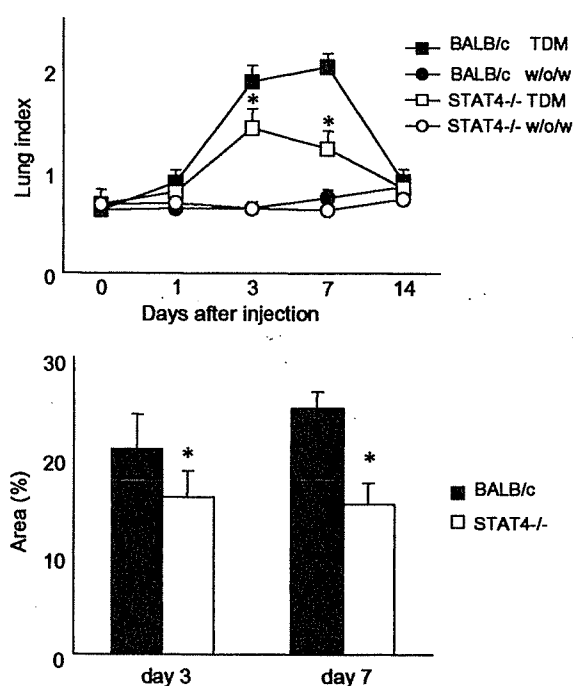 2
1
0
Lung index
BALB/c TDM
BALB/c w/o/w
STAT4-/- TDM
STAT4-/- w/o/w
*
*
0 1 3 7 14
Days after injection
30
20
10
0
Area (%)
*
*
BALB/c
STAT4-/-
day 3 day 7